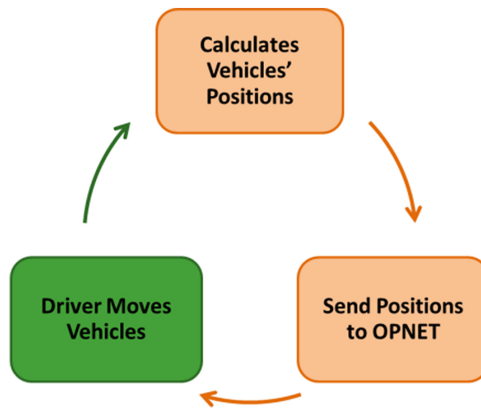 Calculates
Vehicles’
Positions
Driver Moves
Vehicles
Send Positions
to OPNET